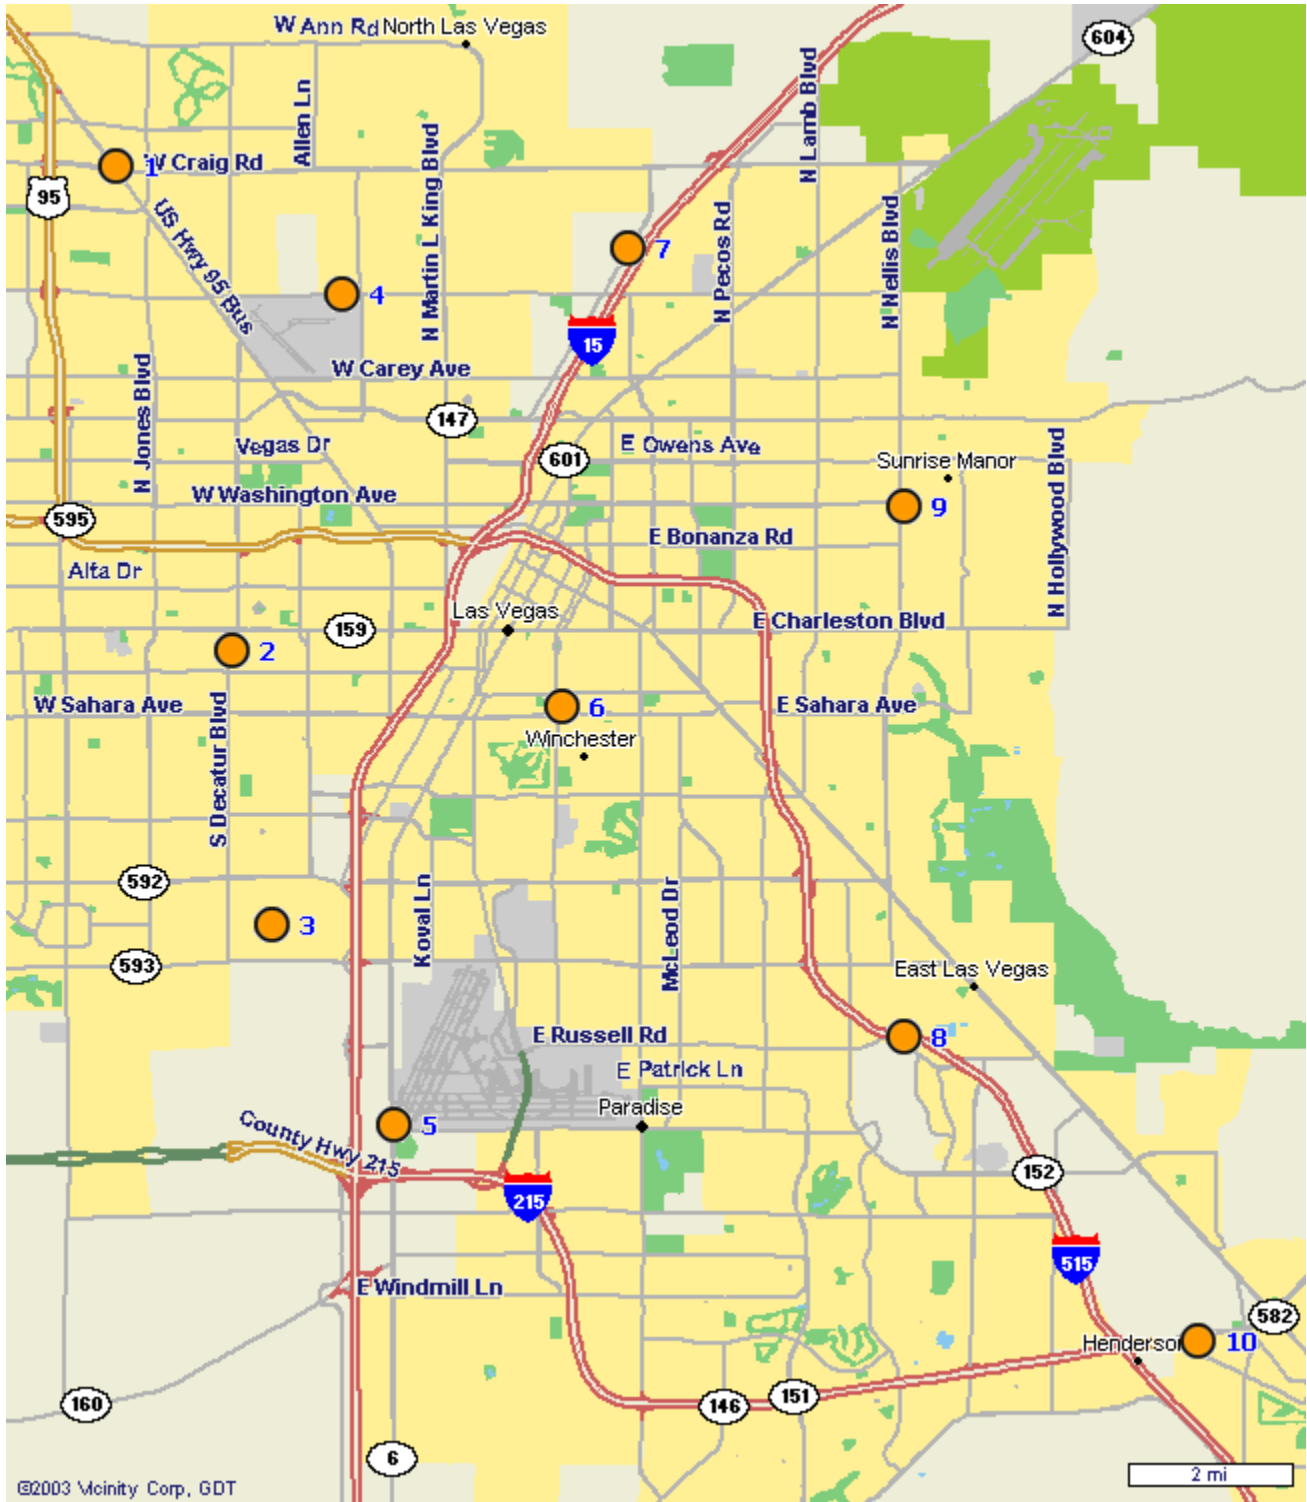 W Ann Rd
North Las Vegas
604
Allen Ln
N Lamb Blvd
N Martin L King Blvd
1
W Craig Rd
95
US Hwy 95 Bus
N Pecos Rd
N Nellis Blvd
7
4
15
W Carey Ave
N Jones Blvd
147
Vegas Dr
E Owens Ave
601
Sunrise Manor
N Hollywood Blvd
W Washington Ave
9
595
E Bonanza Rd
Alta Dr
Las Vegas
159
E Charleston Blvd
2
W Sahara Ave
S Decatur Blvd
6
E Sahara Ave
Winchester
592
Koval Ln
McLeod Dr
3
593
East Las Vegas
E Russell Rd
8
E Patrick Ln
Paradise
5
County Hwy 215
152
215
515
E Windmill Ln
582
Henderson
10
160
146
151
6
2 mi
©2003 Vicinity Corp, GDT